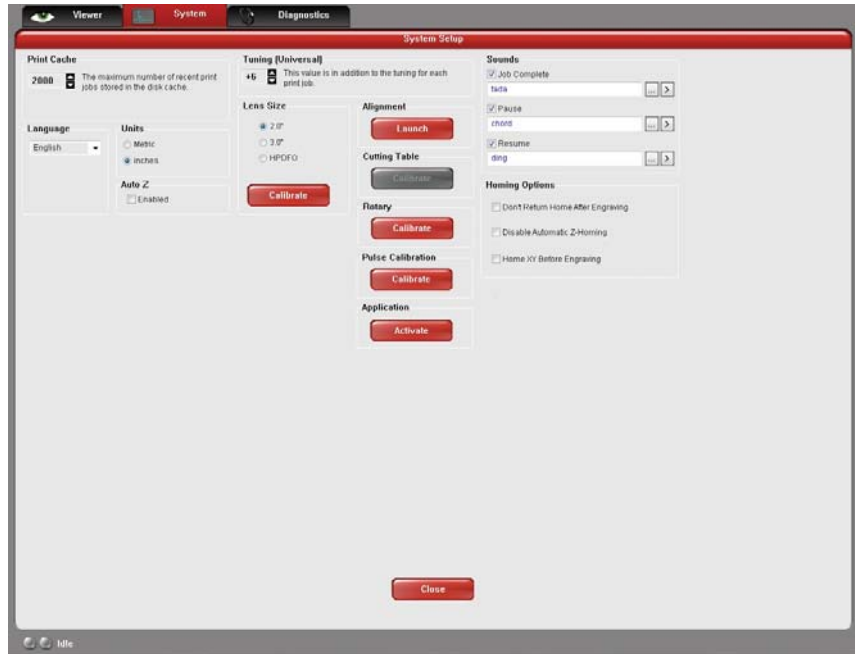 Viewer
System
Diagnostics
System Setup
Print Cache
2000
The maximum number of recent print
jobs stored in the disk cache.
Language
English
Units
Metric
inches
Auto Z
Enabled
Tuning (Universal)
+6
This value is in addition to the tuning for each
print job.
Lens Size
2.0"
3.0"
HPDFO
Calibrate
Alignment
Launch
Cutting Table
Calibrate
Rotary
Calibrate
Pulse Calibration
Calibrate
Application
Activate
Sounds
Job Complete
tada
... >
Pause
chord
... >
Resume
ding
... >
Homing Options
Don't Return Home After Engraving
Disable Automatic Z-Homing
Home XY Before Engraving
Close
Idle